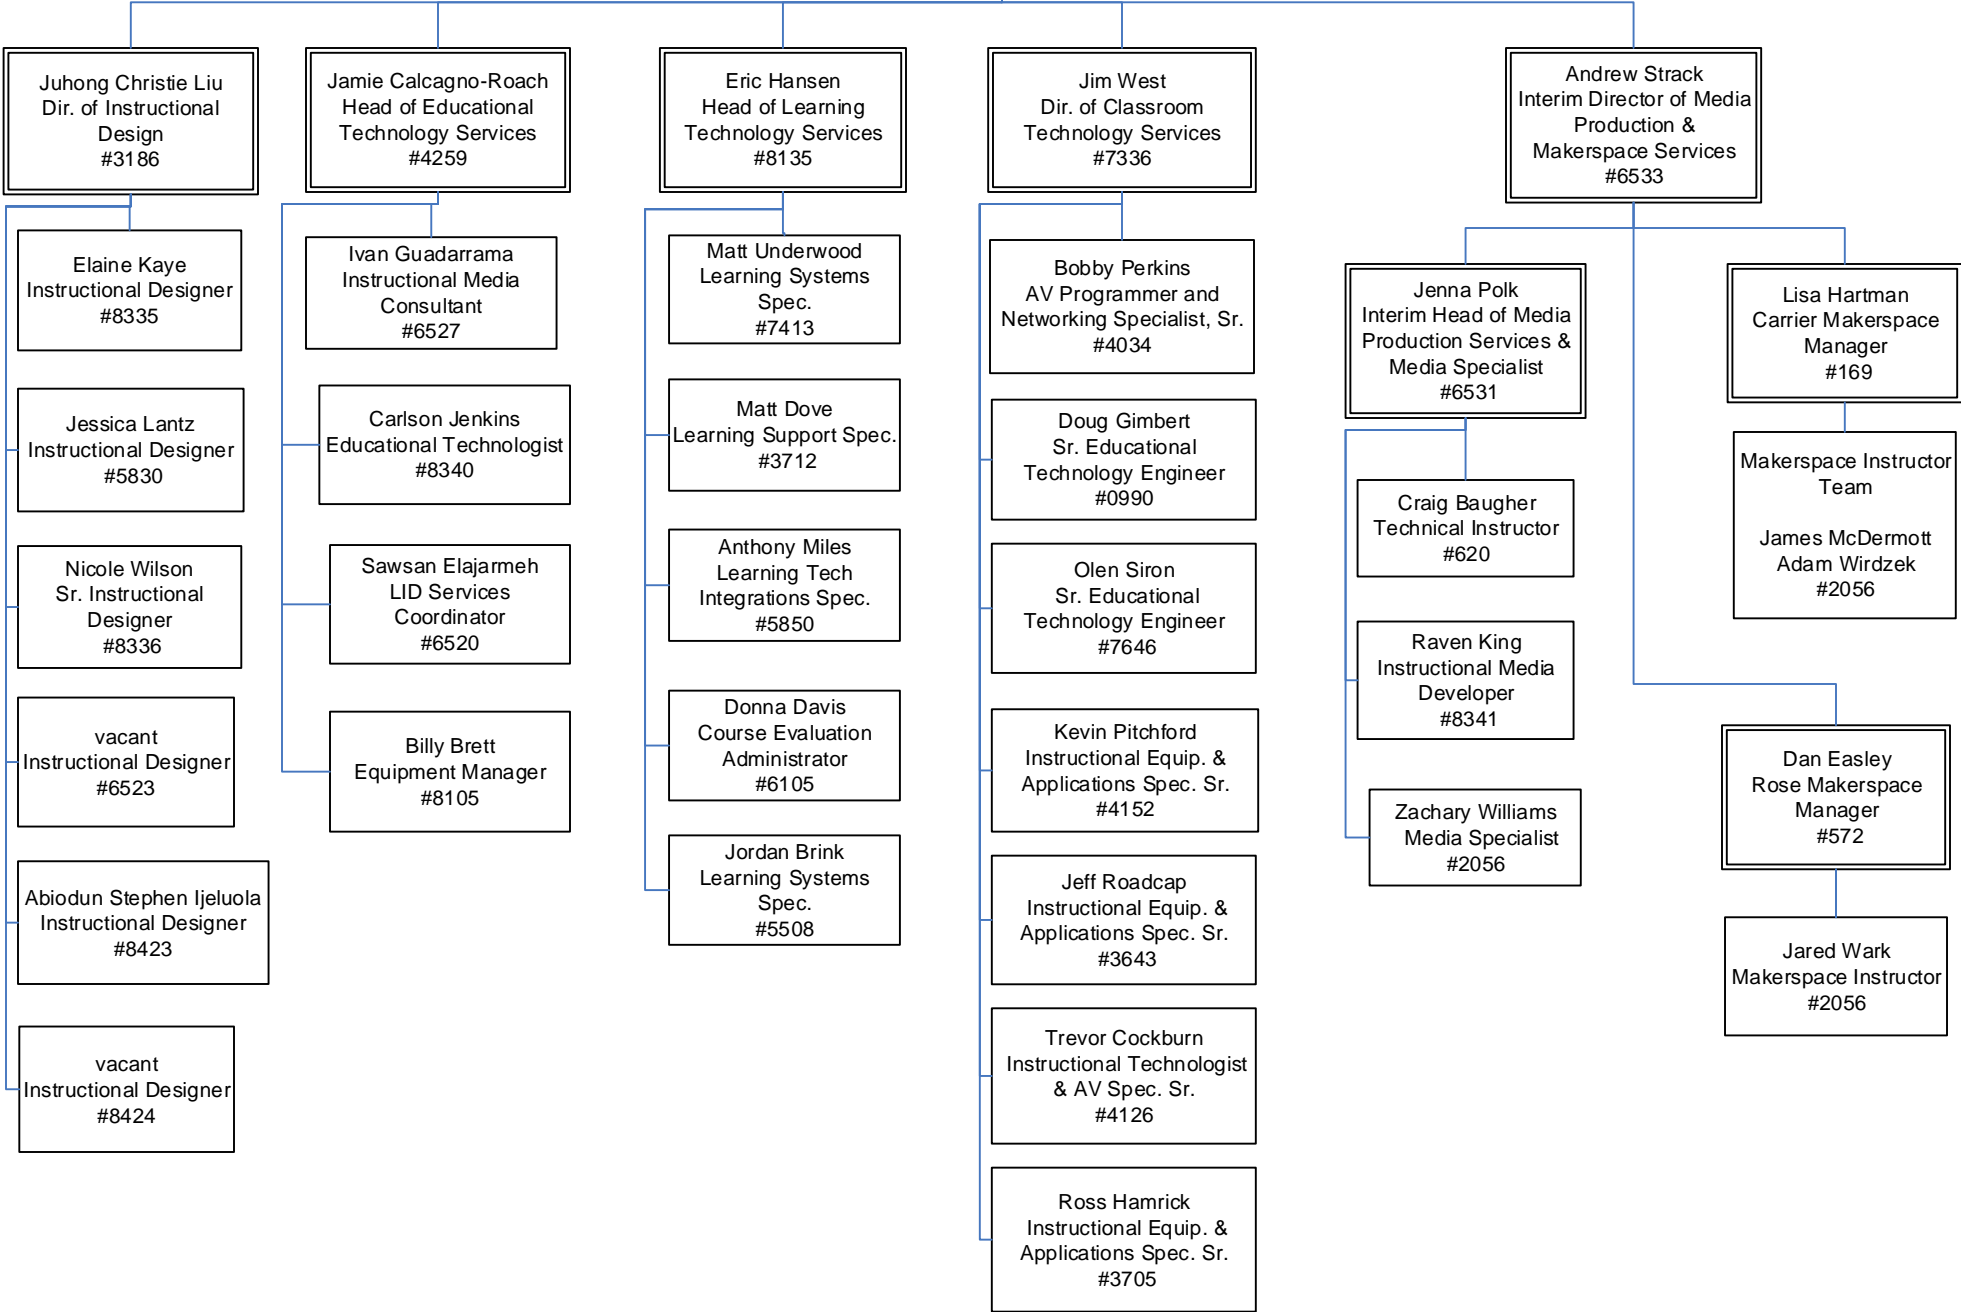 Juhong Christie Liu
Dir. of Instructional
Design
#3186
Elaine Kaye
Instructional Designer
#8335
Jessica Lantz
Instructional Designer
#5830
Nicole Wilson
Sr. Instructional
Designer
#8336
vacant
Instructional Designer
#6523
Abiodun Stephen Ijeluola
Instructional Designer
#8423
vacant
Instructional Designer
#8424
Jamie Calcagno-Roach
Head of Educational
Technology Services
#4259
Ivan Guadarrama
Instructional Media
Consultant
#6527
Carlson Jenkins
Educational Technologist
#8340
Sawsan Elajarmeh
LID Services
Coordinator
#6520
Billy Brett
Equipment Manager
#8105
Eric Hansen
Head of Learning
Technology Services
#8135
Matt Underwood
Learning Systems
Spec.
#7413
Matt Dove
Learning Support Spec.
#3712
Anthony Miles
Learning Tech
Integrations Spec.
#5850
Donna Davis
Course Evaluation
Administrator
#6105
Jordan Brink
Learning Systems
Spec.
#5508
Jim West
Dir. of Classroom
Technology Services
#7336
Bobby Perkins
AV Programmer and
Networking Specialist, Sr.
#4034
Doug Gimbert
Sr. Educational
Technology Engineer
#0990
Olen Siron
Sr. Educational
Technology Engineer
#7646
Kevin Pitchford
Instructional Equip. &
Applications Spec. Sr.
#4152
Jeff Roadcap
Instructional Equip. &
Applications Spec. Sr.
#3643
Trevor Cockburn
Instructional Technologist
& AV Spec. Sr.
#4126
Ross Hamrick
Instructional Equip. &
Applications Spec. Sr.
#3705
Andrew Strack
Interim Director of Media
Production &
Makerspace Services
#6533
Jenna Polk
Interim Head of Media
Production Services &
Media Specialist
#6531
Craig Baugher
Technical Instructor
#620
Raven King
Instructional Media
Developer
#8341
Zachary Williams
Media Specialist
#2056
Lisa Hartman
Carrier Makerspace
Manager
#169
Makerspace Instructor
Team
James McDermott
Adam Wirdzek
#2056
Dan Easley
Rose Makerspace
Manager
#572
Jared Wark
Makerspace Instructor
#2056